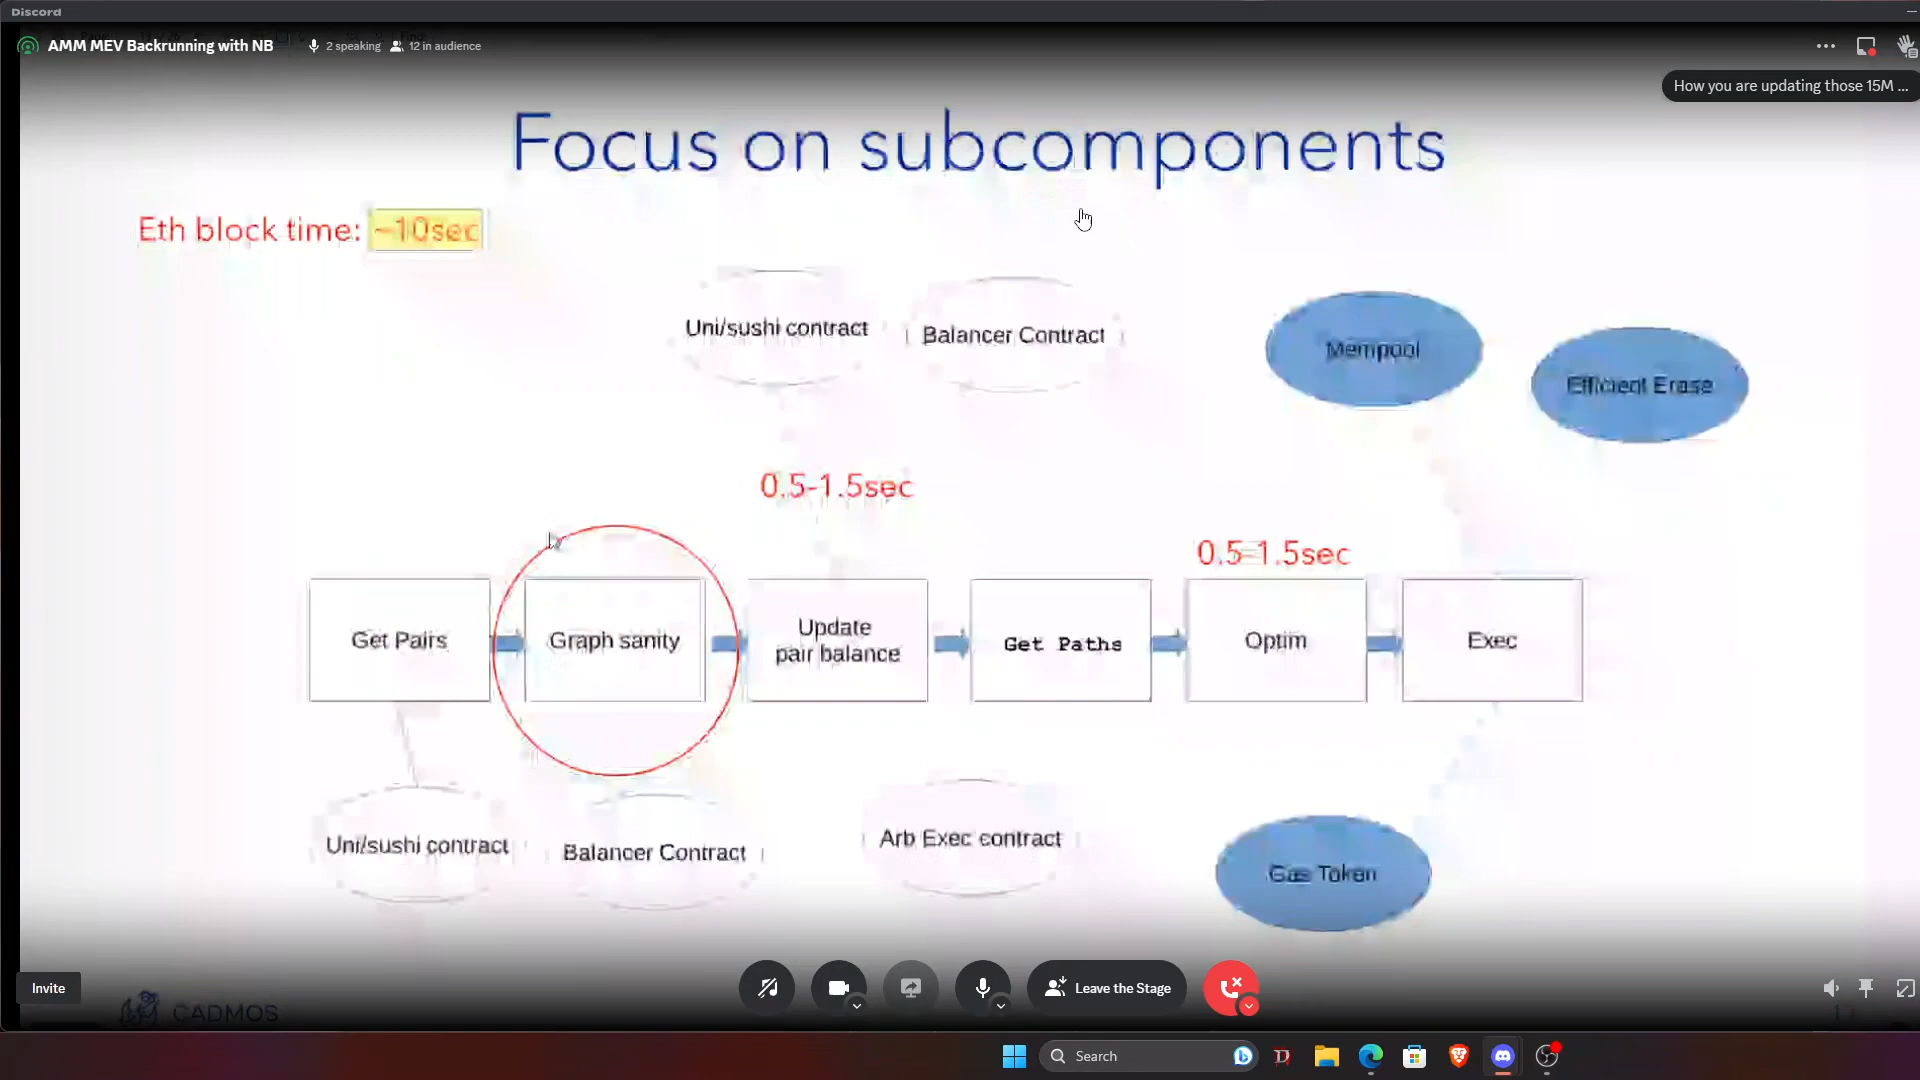 Discord
AMM MEV Backrunning with NB
2 speaking
12 in audience
How you are updating those 15M ...
Focus on subcomponents
Eth block time: ~10sec
Uni/sushi contract
Balancer Contract
Mempool
Efficient Erase
0.5-1.5sec
0.5-1.5sec
Get Pairs
Graph sanity
Update
pair balance
Get Paths
Optim
Exec
Uni/sushi contract
Balancer Contract
Arb Exec contract
Gas Token
Invite
Leave the Stage
CADMOS
Search